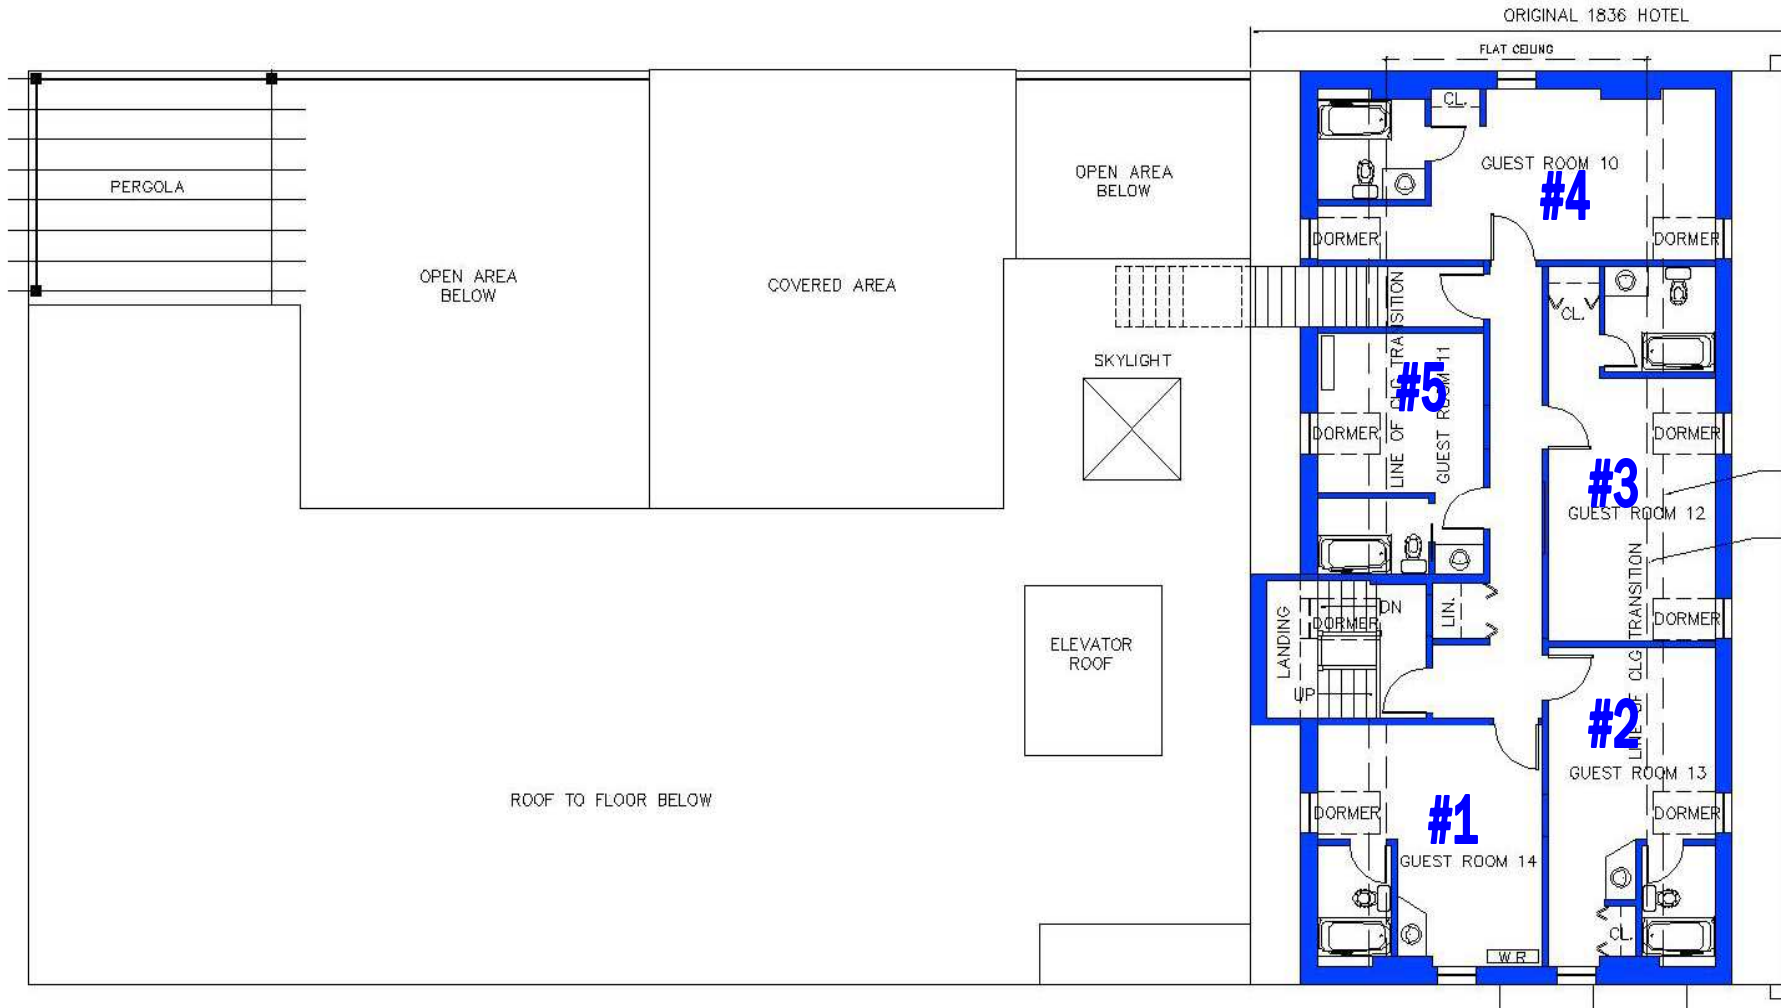 ORIGINAL 1836 HOTEL
FLAT CEILING
CL.
GUEST ROOM 10
#4
PERGOLA
OPEN AREA
BELOW
DORMER
DORMER
OPEN AREA
BELOW
COVERED AREA
CL.
SKYLIGHT
LINE OF CLG TRANSITION
GUEST ROOM 11
#5
DORMER
DORMER
#3
GUEST ROOM 12
LANDING
DN
DORMER
UP
LIN.
DORMER
ELEVATOR
ROOF
LINE OF CLG TRANSITION
#2
GUEST ROOM 13
ROOF TO FLOOR BELOW
DORMER
#1
GUEST ROOM 14
DORMER
CL.
W R